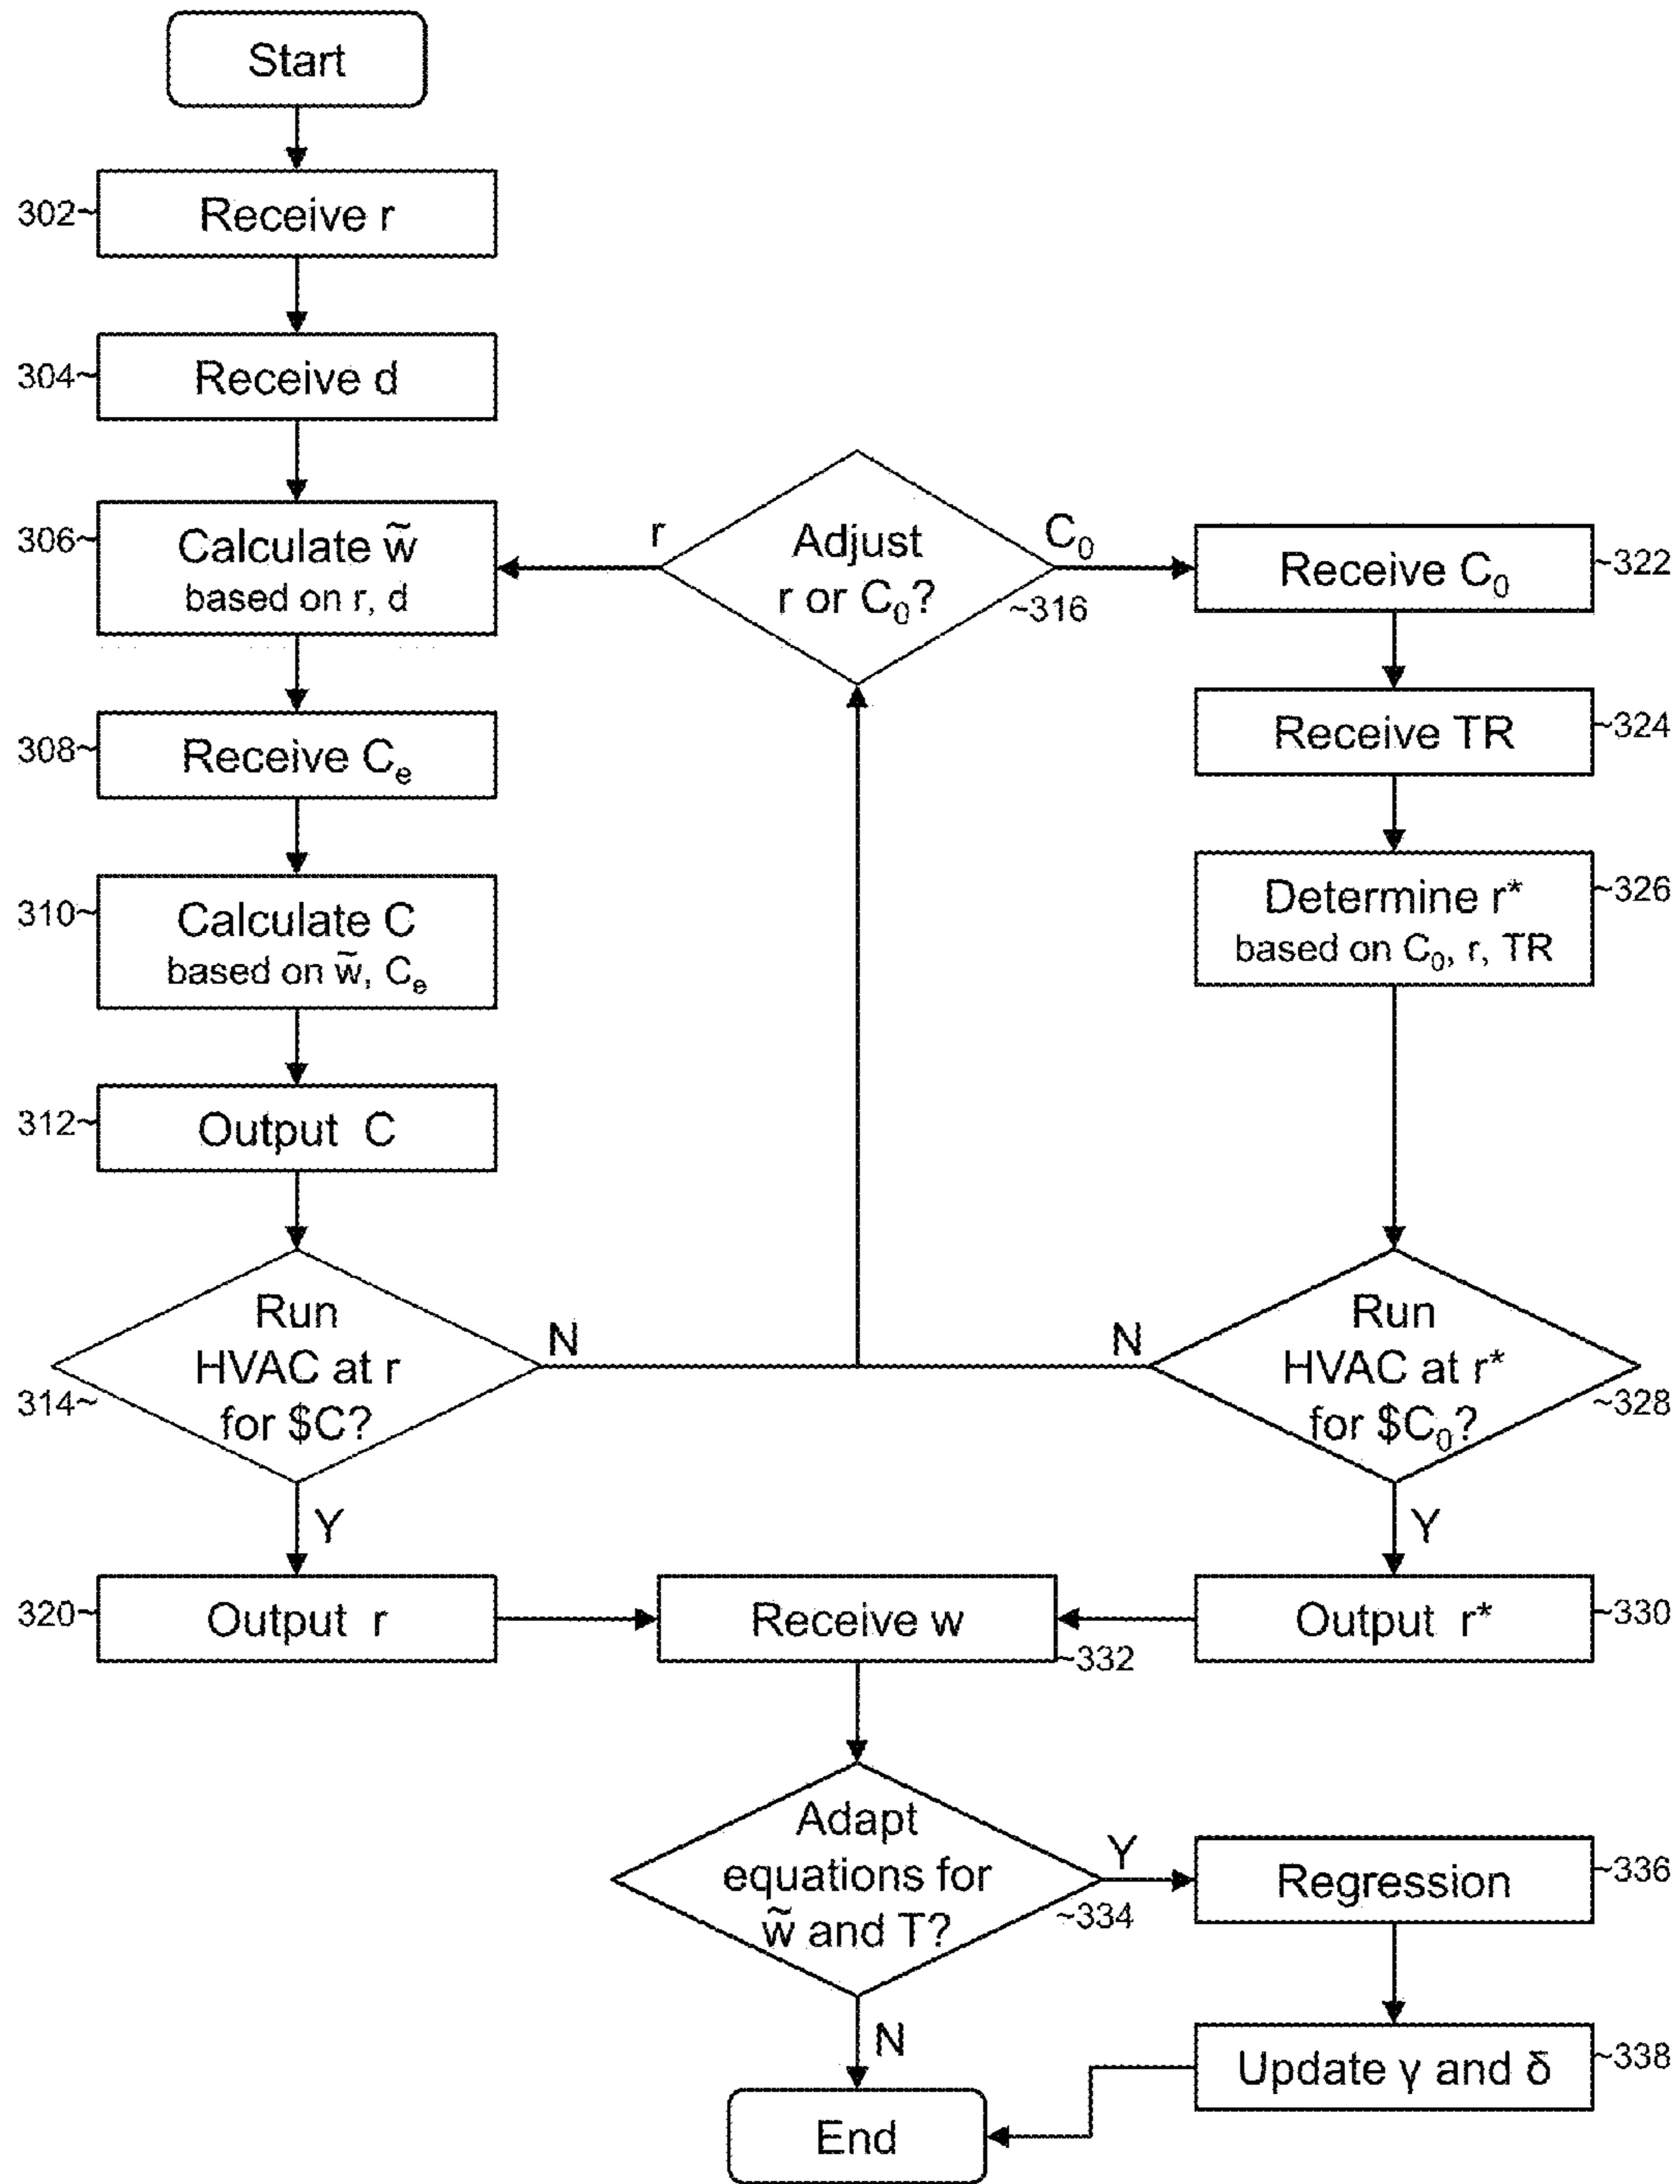 Start
302~
Receive r
304~
Receive d
306~
Calculate w̃
based on r, d
r
Adjust
r or C₀?
~316
C₀
Receive C₀
~322
308~
Receive Cₑ
Receive TR
~324
310~
Calculate C
based on w̃, Cₑ
Determine r*
based on C₀, r, TR
~326
312~
Output C
Run
HVAC at r
for $C?
314~
N
N
Run
HVAC at r*
for $C₀?
~328
Y
Y
320~
Output r
Receive w
~332
Output r*
~330
Adapt
equations for
w̃ and T?
~334
Y
Regression
~336
N
Update γ and δ
~338
End